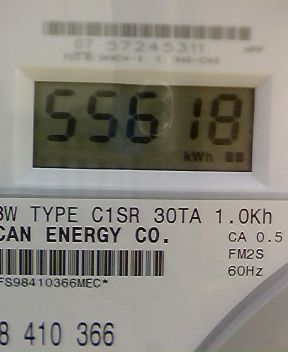 07 57245311
55618
kWh
3W TYPE C1SR 30TA 1.0Kh
CAN ENERGY CO.
CA 0.5
FM2S
60Hz
FS98410366MEC*
8 410 366